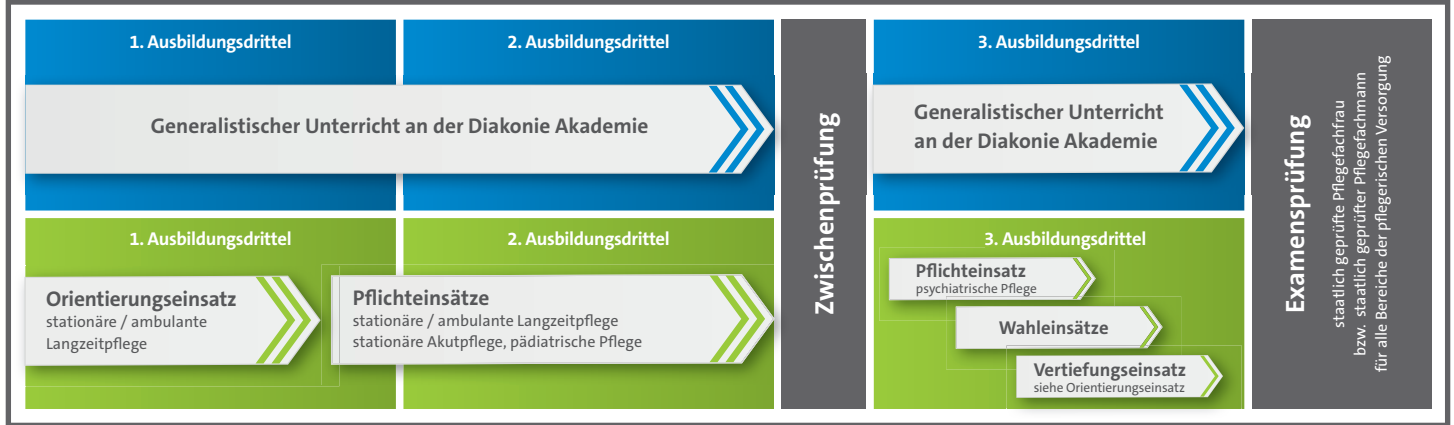 1. Ausbildungsdrittel
2. Ausbildungsdrittel
Generalistischer Unterricht an der Diakonie Akademie
1. Ausbildungsdrittel
2. Ausbildungsdrittel
Orientierungseinsatz
stationäre / ambulante
Langzeitpflege
Pflichteinsätze
stationäre / ambulante Langzeitpflege
stationäre Akutpflege, pädiatrische Pflege
Zwischenprüfung
3. Ausbildungsdrittel
Generalistischer Unterricht
an der Diakonie Akademie
3. Ausbildungsdrittel
Pflichteinsatz
psychiatrische Pflege
Wahleinsätze
Vertiefungseinsatz
siehe Orientierungseinsatz
Examensprüfung
staatlich geprüfte Pflegefachfrau
bzw. staatlich geprüfter Pflegefachmann
für alle Bereiche der pflegerischen Versorgung